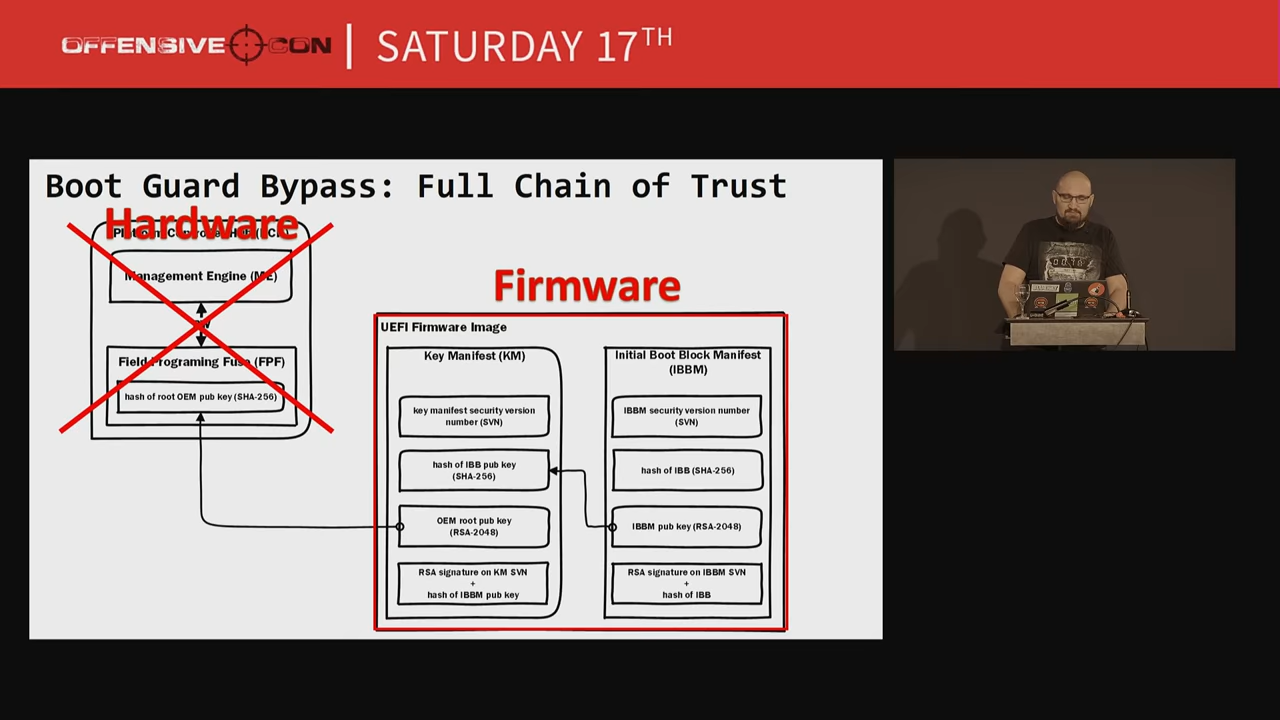 OFFENSIVE CON | SATURDAY 17TH
Boot Guard Bypass: Full Chain of Trust
Hardware
Management Engine (ME)
Field Programing Fuse (FPF)
hash of root OEM pub key (SHA-256)
Firmware
UEFI Firmware Image
Key Manifest (KM)
key manifest security version
number (SVN)
hash of IBB pub key
(SHA-256)
OEM root pub key
(RSA-2048)
RSA signature on KM SVN
+
hash of IBBM pub key
Initial Boot Block Manifest
(IBBM)
IBBM security version number
(SVN)
hash of IBB (SHA-256)
IBBM pub key (RSA-2048)
RSA signature on IBBM SVN
+
hash of IBB